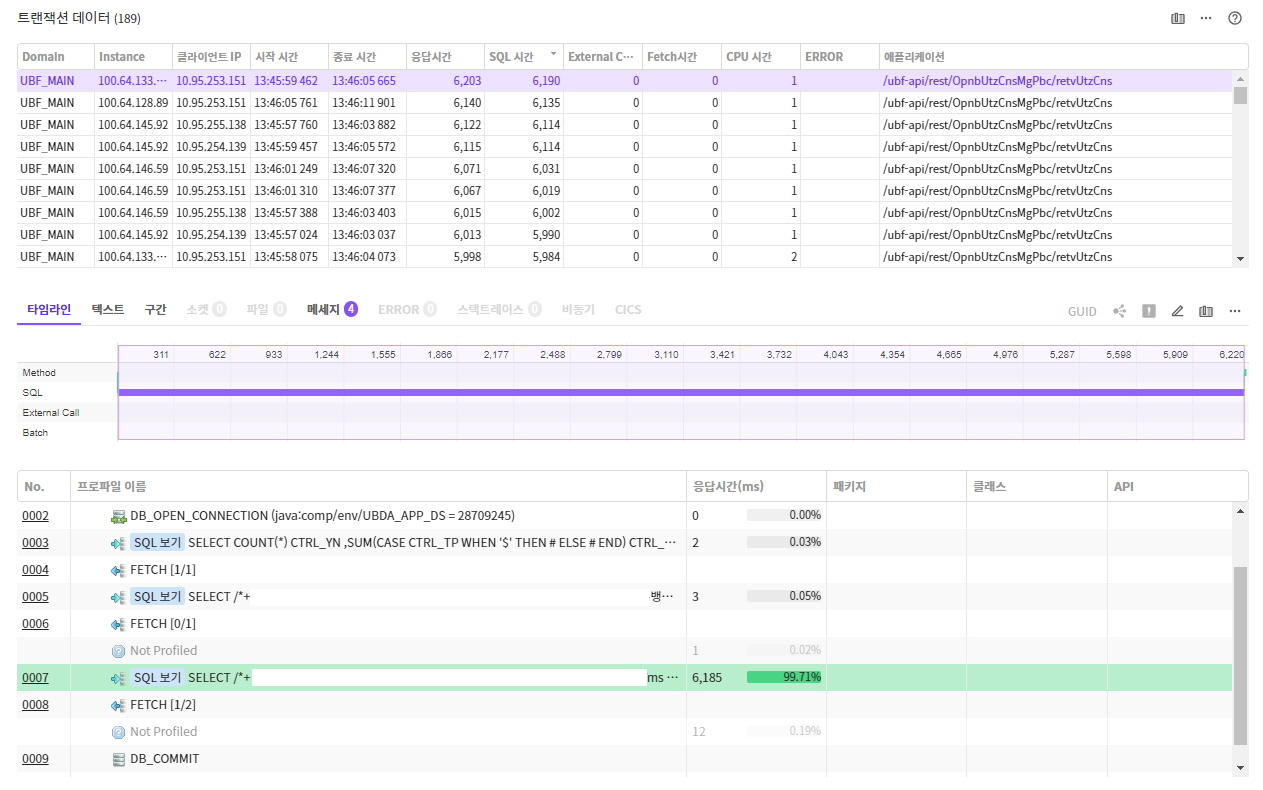 트랜잭션 데이터 (189)
Domain Instance 클라이언트 IP 시작 시간 종료 시간 응답시간 SQL 시간 External C··· Fetch시간 CPU 시간 ERROR 애플리케이션
UBF_MAIN 100.64.133.··· 10.95.253.151 13:45:59 462 13:46:05 665 6,203 6,190 0 0 1 /ubf-api/rest/OpnbUtzCnsMgPbc/retvUtzCns
UBF_MAIN 100.64.128.89 10.95.253.151 13:46:05 761 13:46:11 901 6,140 6,135 0 0 1 /ubf-api/rest/OpnbUtzCnsMgPbc/retvUtzCns
UBF_MAIN 100.64.145.92 10.95.255.138 13:45:57 760 13:46:03 882 6,122 6,114 0 0 1 /ubf-api/rest/OpnbUtzCnsMgPbc/retvUtzCns
UBF_MAIN 100.64.145.92 10.95.254.139 13:45:59 457 13:46:05 572 6,115 6,114 0 0 1 /ubf-api/rest/OpnbUtzCnsMgPbc/retvUtzCns
UBF_MAIN 100.64.146.59 10.95.253.151 13:46:01 249 13:46:07 320 6,071 6,031 0 0 1 /ubf-api/rest/OpnbUtzCnsMgPbc/retvUtzCns
UBF_MAIN 100.64.146.59 10.95.253.151 13:46:01 310 13:46:07 377 6,067 6,019 0 0 1 /ubf-api/rest/OpnbUtzCnsMgPbc/retvUtzCns
UBF_MAIN 100.64.146.59 10.95.255.138 13:45:57 388 13:46:03 403 6,015 6,002 0 0 1 /ubf-api/rest/OpnbUtzCnsMgPbc/retvUtzCns
UBF_MAIN 100.64.145.92 10.95.254.139 13:45:57 024 13:46:03 037 6,013 5,990 0 0 1 /ubf-api/rest/OpnbUtzCnsMgPbc/retvUtzCns
UBF_MAIN 100.64.133.··· 10.95.253.151 13:45:58 075 13:46:04 073 5,998 5,984 0 0 2 /ubf-api/rest/OpnbUtzCnsMgPbc/retvUtzCns
타임라인 텍스트 구간 소켓 0 파일 0 메세지 4 ERROR 0 스택트레이스 0 비동기 CICS GUID
311 622 933 1,244 1,555 1,866 2,177 2,488 2,799 3,110 3,421 3,732 4,043 4,354 4,665 4,976 5,287 5,598 5,909 6,220
Method
SQL
External Call
Batch
No. 프로파일 이름 응답시간(ms) 패키지 클래스 API
0002 DB_OPEN_CONNECTION (java:comp/env/UBDA_APP_DS = 28709245) 0 0.00%
0003 SQL 보기 SELECT COUNT(*) CTRL_YN ,SUM(CASE CTRL_TP WHEN '$' THEN # ELSE # END) CTRL_··· 2 0.03%
0004 FETCH [1/1]
0005 SQL 보기 SELECT /*+ 뱅··· 3 0.05%
0006 FETCH [0/1]
Not Profiled 1 0.02%
0007 SQL 보기 SELECT /*+ ms ··· 6,185 99.71%
0008 FETCH [1/2]
Not Profiled 12 0.19%
0009 DB_COMMIT